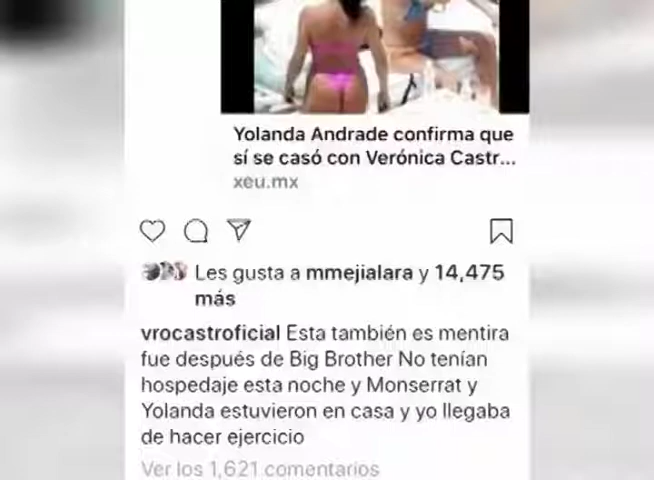 Yolanda Andrade confirma que
sí se casó con Verónica Castr...
xeu.mx
Les gusta a mmejialara y 14,475
más
vrocastroficial Esta también es mentira
fue después de Big Brother No tenían
hospedaje esta noche y Monserrat y
Yolanda estuvieron en casa y yo llegaba
de hacer ejercicio
Ver los 1,621 comentarios